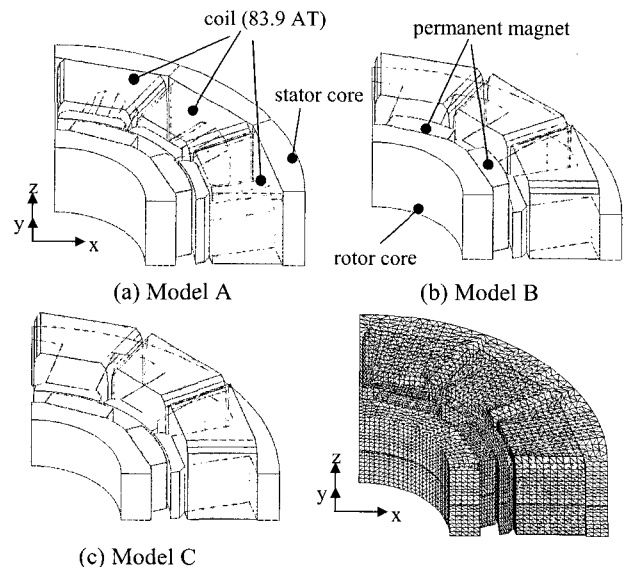 coil (83.9 AT)
permanent magnet
stator core
z
y
x
rotor core
(a) Model A
(b) Model B
z
y
x
(c) Model C